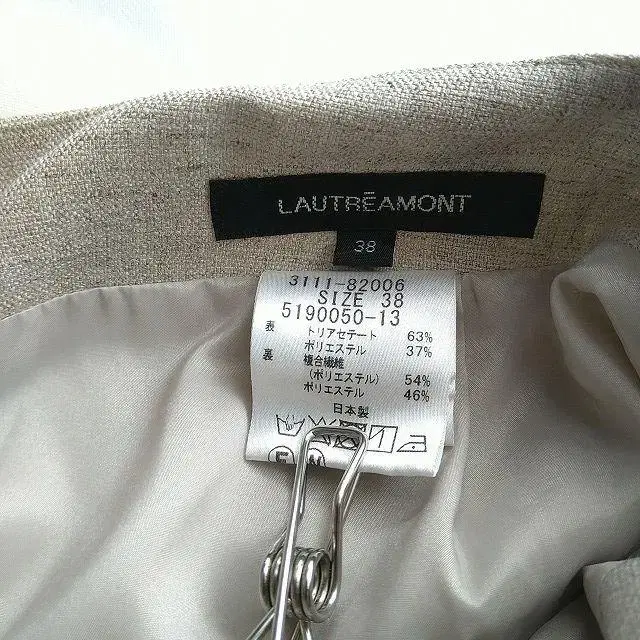 LAUTRĒAMONT
38
3111-82006
SIZE 38
5190050-13
表 トリアセテート 63%
ポリエステル 37%
裏 複合繊維
(ポリエステル) 54%
ポリエステル 46%
日本製
F W